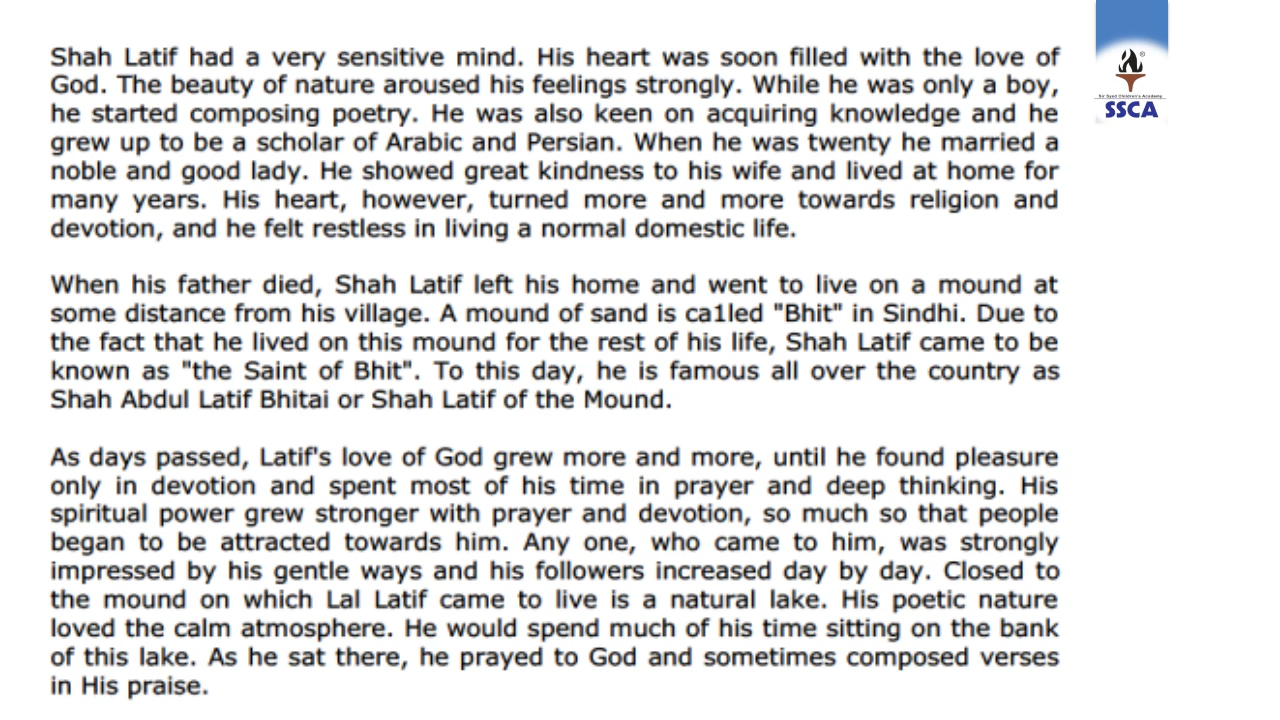 Shah Latif had a very sensitive mind. His heart was soon filled with the love of
God. The beauty of nature aroused his feelings strongly. While he was only a boy,
he started composing poetry. He was also keen on acquiring knowledge and he
grew up to be a scholar of Arabic and Persian. When he was twenty he married a
noble and good lady. He showed great kindness to his wife and lived at home for
many years. His heart, however, turned more and more towards religion and
devotion, and he felt restless in living a normal domestic life.
When his father died, Shah Latif left his home and went to live on a mound at
some distance from his village. A mound of sand is ca1led "Bhit" in Sindhi. Due to
the fact that he lived on this mound for the rest of his life, Shah Latif came to be
known as "the Saint of Bhit". To this day, he is famous all over the country as
Shah Abdul Latif Bhitai or Shah Latif of the Mound.
As days passed, Latif's love of God grew more and more, until he found pleasure
only in devotion and spent most of his time in prayer and deep thinking. His
spiritual power grew stronger with prayer and devotion, so much so that people
began to be attracted towards him. Any one, who came to him, was strongly
impressed by his gentle ways and his followers increased day by day. Closed to
the mound on which Lal Latif came to live is a natural lake. His poetic nature
loved the calm atmosphere. He would spend much of his time sitting on the bank
of this lake. As he sat there, he prayed to God and sometimes composed verses
in His praise.
®
Sir Syed Children's Academy
SSCA